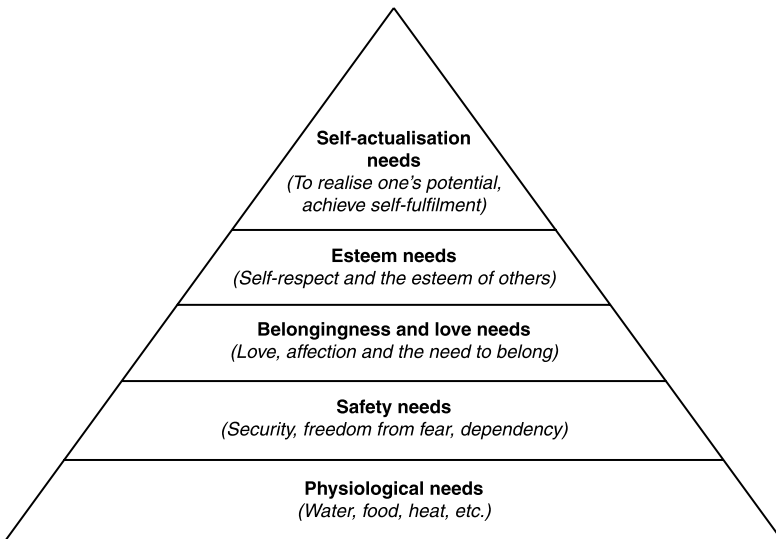 Self-actualisation
needs
(To realise one’s potential,
achieve self-fulfilment)
Esteem needs
(Self-respect and the esteem of others)
Belongingness and love needs
(Love, affection and the need to belong)
Safety needs
(Security, freedom from fear, dependency)
Physiological needs
(Water, food, heat, etc.)